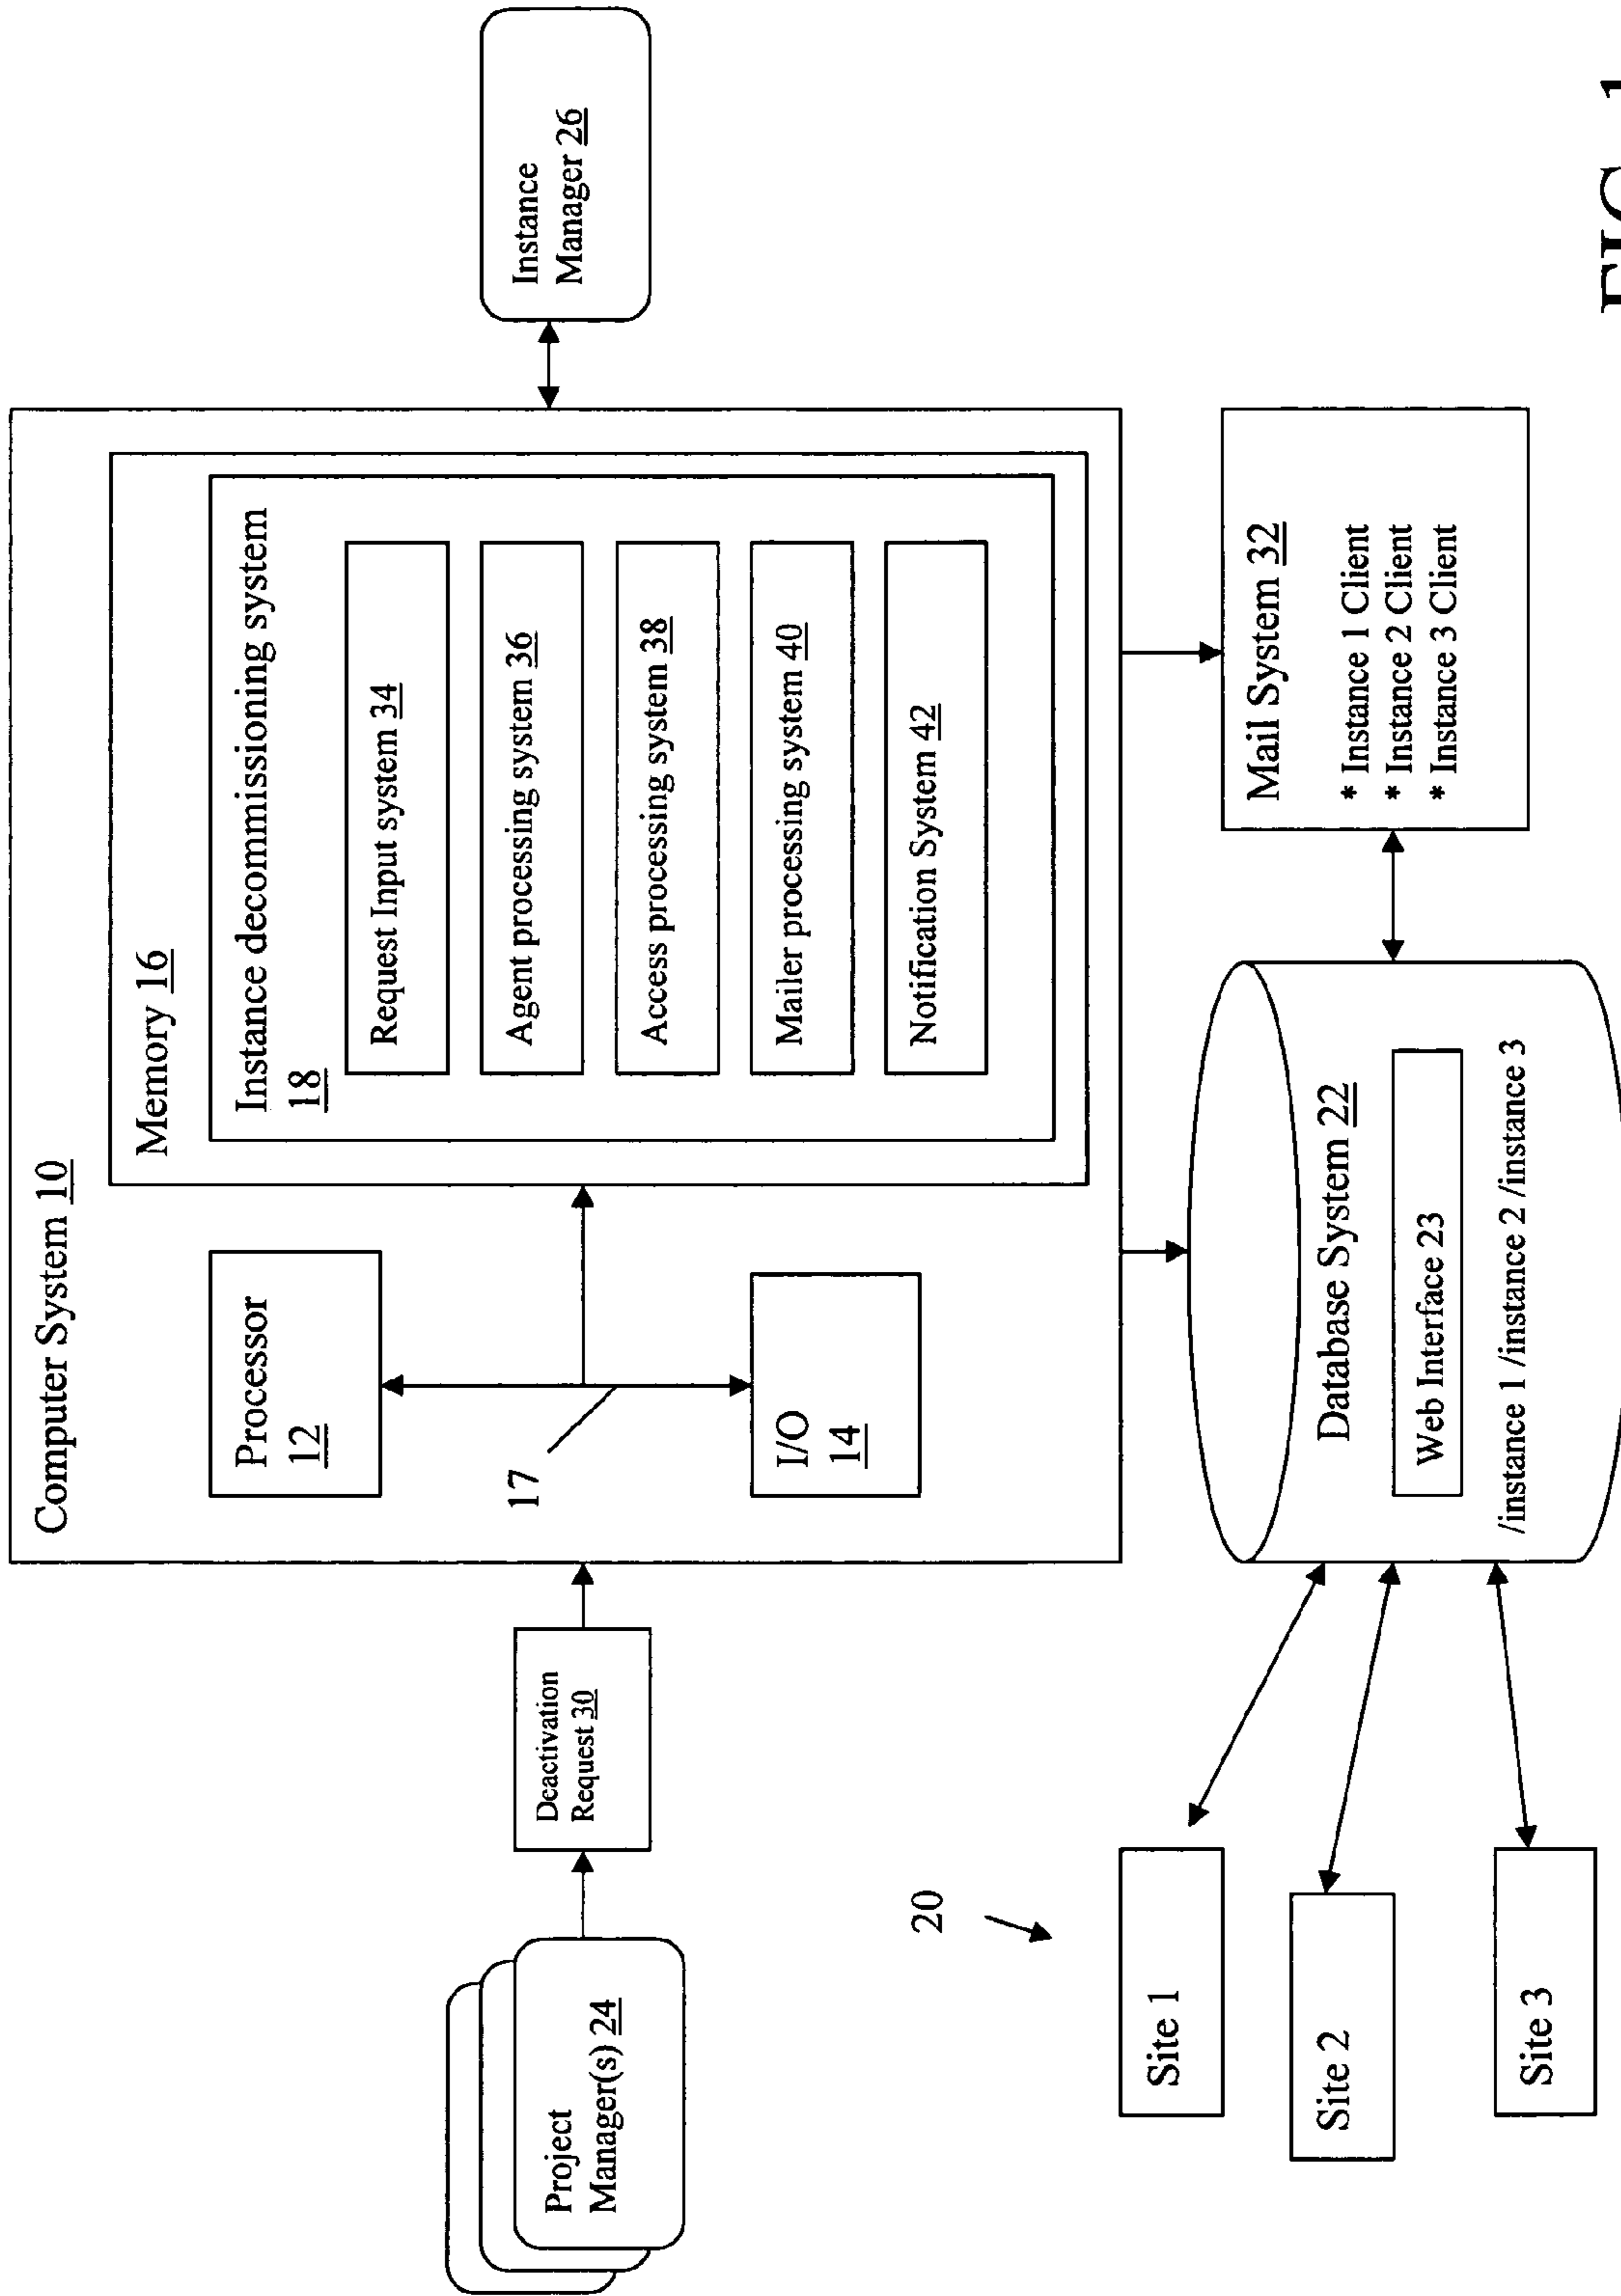 Computer System 10
Processor
12
17
I/O
14
Memory 16
Instance decommissioning system
18
Request Input system 34
Agent processing system 36
Access processing system 38
Mailer processing system 40
Notification System 42
Project
Manager(s) 24
Deactivation
Request 30
Instance
Manager 26
20
Site 1
Site 2
Site 3
Database System 22
Web Interface 23
/instance 1 /instance 2 /instance 3
Mail System 32
* Instance 1 Client
* Instance 2 Client
* Instance 3 Client
FIG. 1